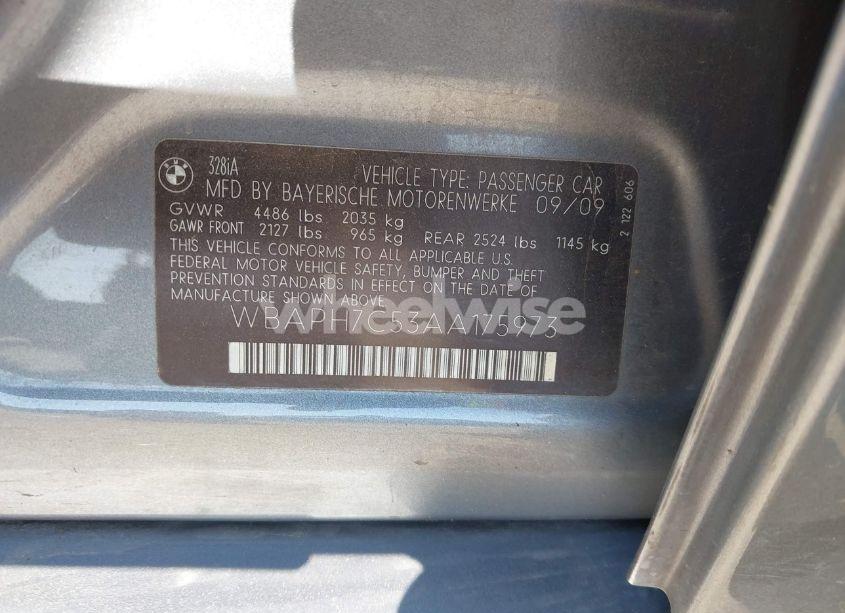 328iA
VEHICLE TYPE: PASSENGER CAR
MFD BY BAYERISCHE MOTORENWERKE 09/09
GVWR 4486 lbs 2035 kg
GAWR FRONT 2127 lbs 965 kg REAR 2524 lbs 1145 kg
THIS VEHICLE CONFORMS TO ALL APPLICABLE U.S.
FEDERAL MOTOR VEHICLE SAFETY, BUMPER AND THEFT
PREVENTION STANDARDS IN EFFECT ON THE DATE OF
MANUFACTURE SHOWN ABOVE
WBAPH7C53AA175973
2 122 606
BMW
wheelwise